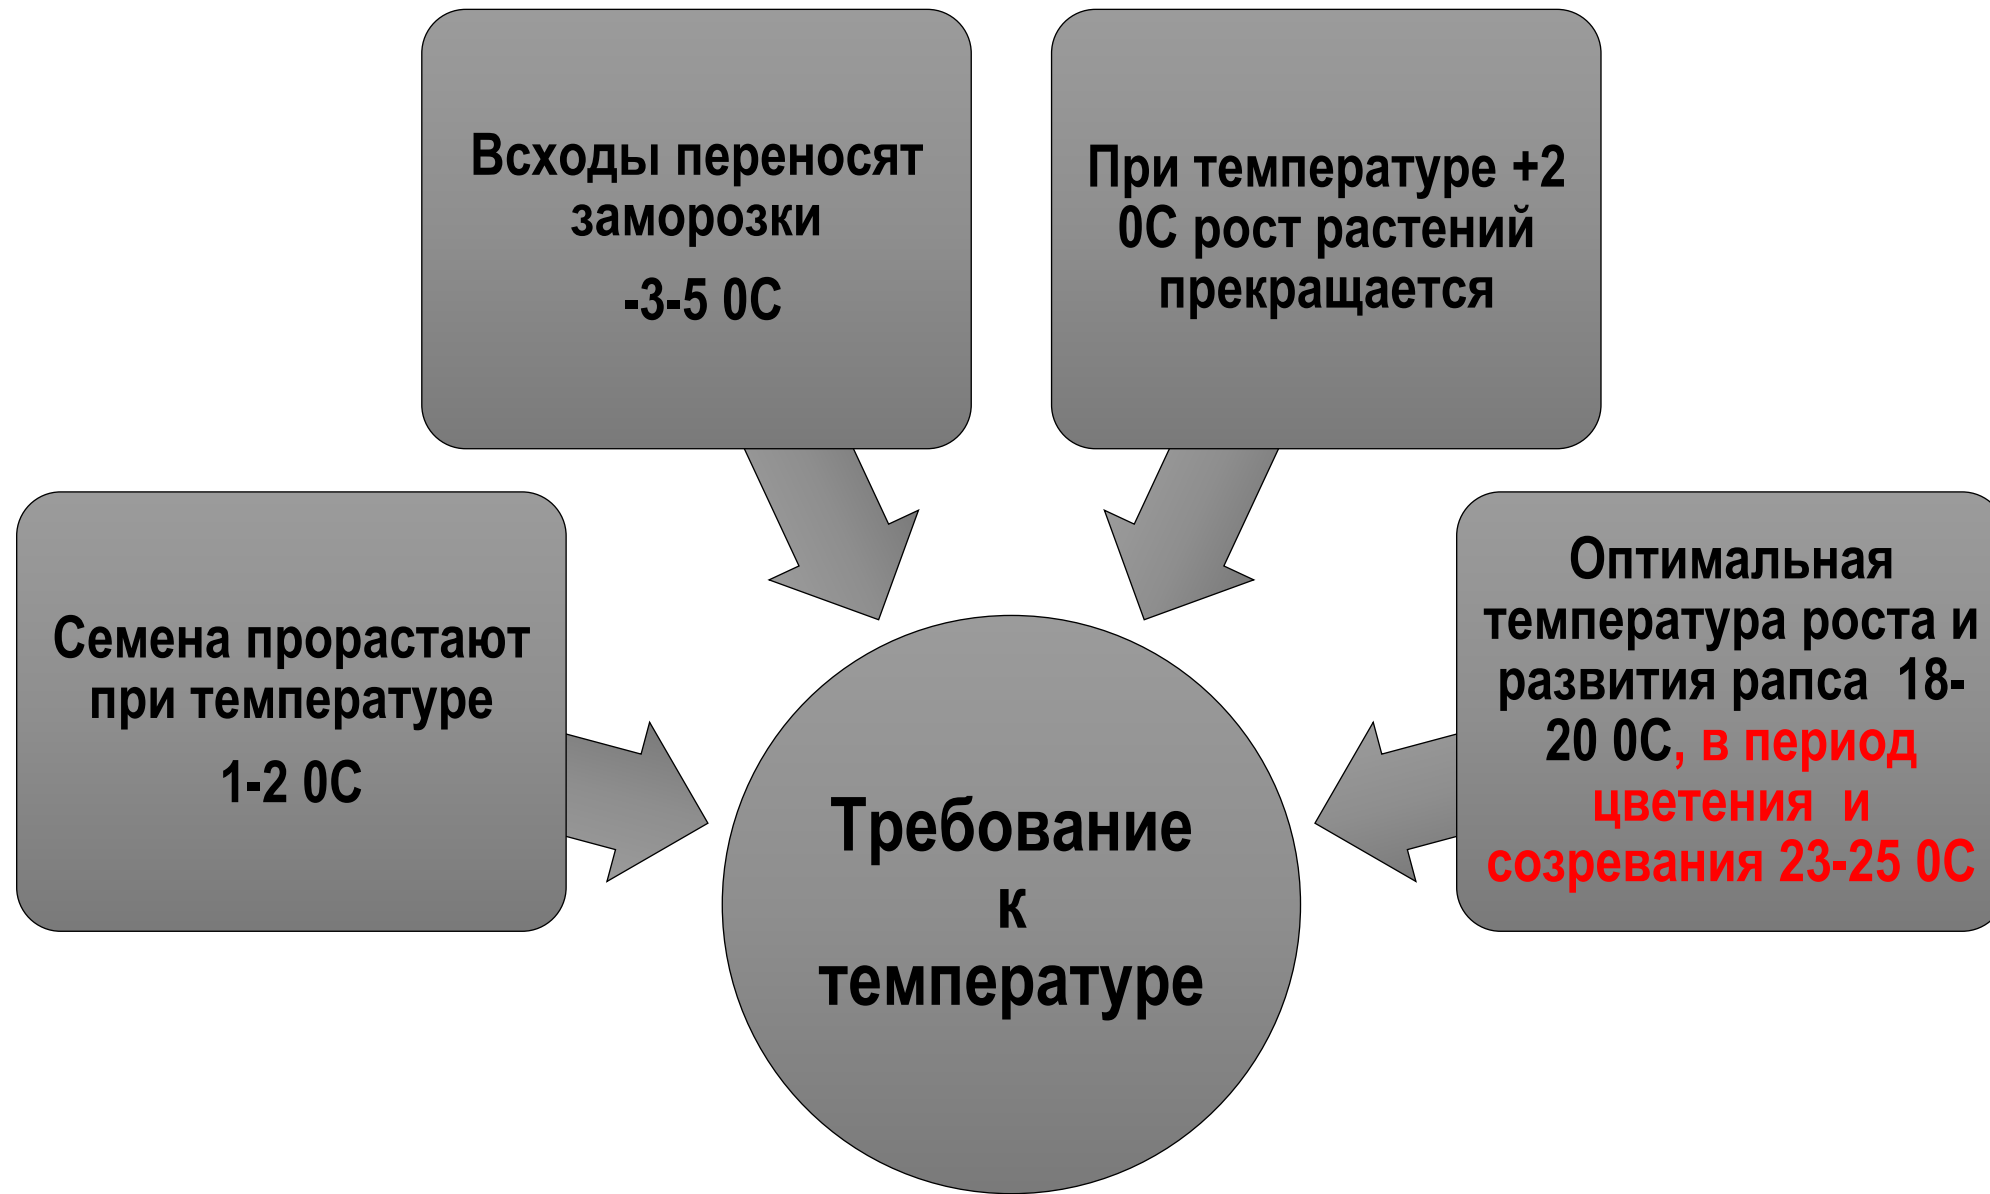 Всходы переносят
заморозки
-3-5 0С
При температуре +2
0С рост растений
прекращается
Семена прорастают
при температуре
1-2 0С
Оптимальная
температура роста и
развития рапса  18-
20 0С, в период
цветения  и
созревания 23-25 0С
Требование
к
температуре